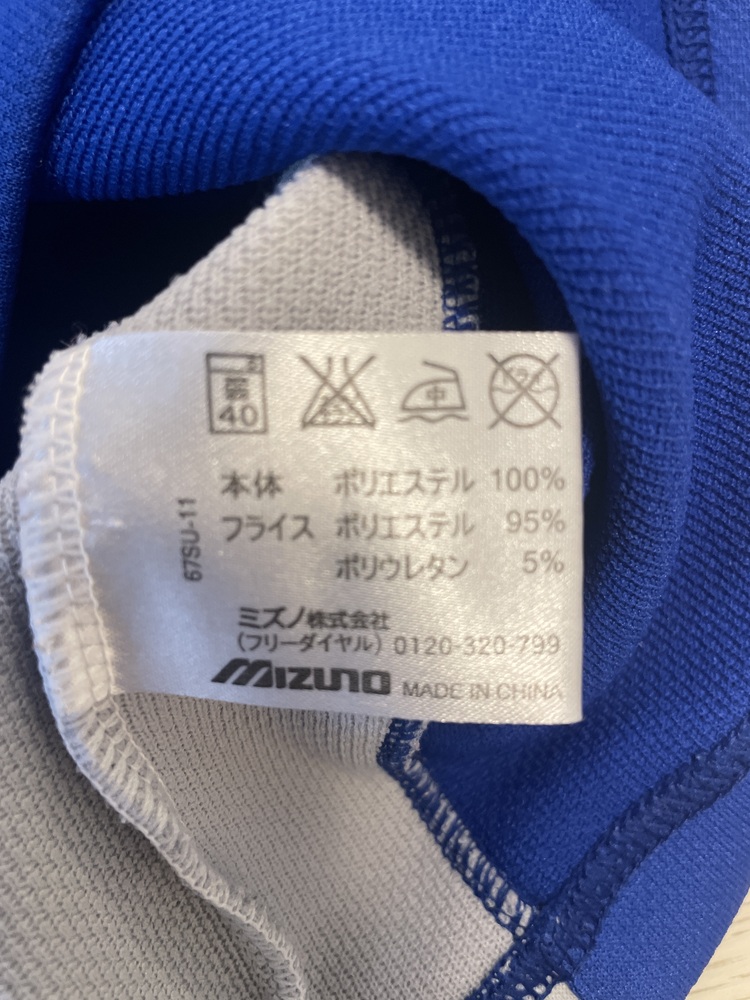 弱
40
中
本体 ポリエステル 100%
フライス ポリエステル 95%
ポリウレタン 5%
67SU-11
ミズノ株式会社
(フリーダイヤル) 0120-320-799
MIZUNO MADE IN CHINA